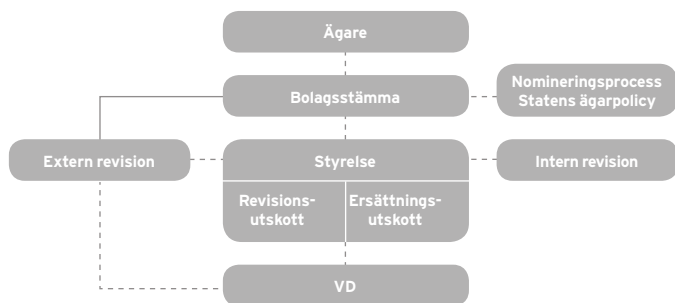 Ägare
Bolagsstämma
Nomineringsprocess
Statens ägarpolicy
Extern revision
Styrelse
Intern revision
Revisions-
utskott
Ersättnings-
utskott
VD